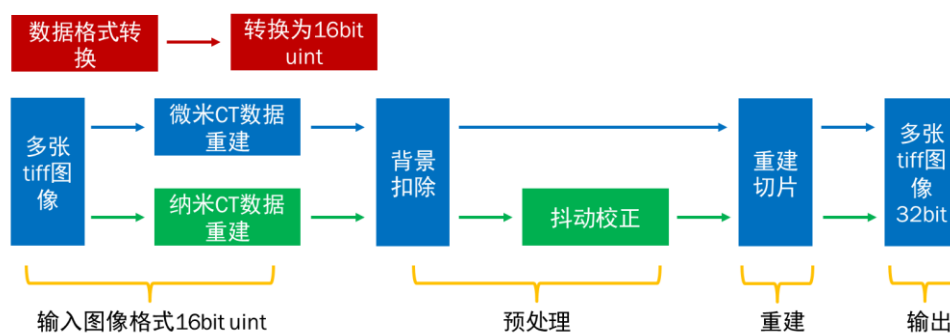 数据格式转
换
转换为16bit
uint
多张
tiff图
像
微米CT数据
重建
纳米CT数据
重建
背景
扣除
抖动校正
重建
切片
多张
tiff图
像
32bit
输入图像格式16bit uint
预处理
重建
输出